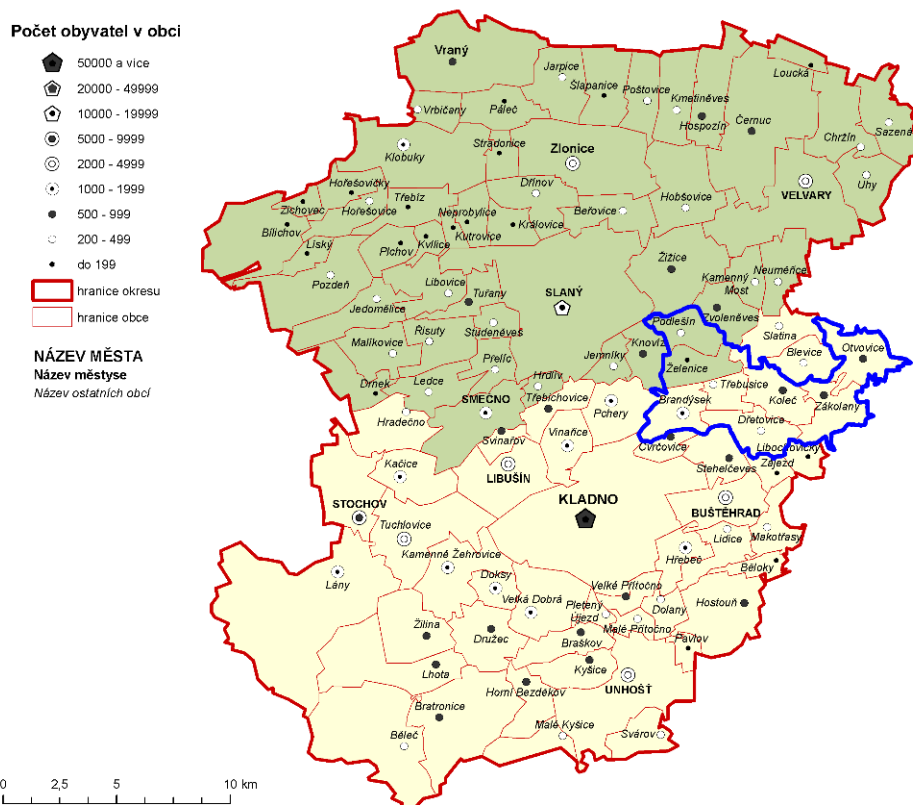 Počet obyvatel v obci
50000 a vice
20000 - 49999
10000 - 19999
5000 - 9999
2000 - 4999
1000 - 1999
500 - 999
200 - 499
do 199
hranice okresu
hranice obce
NÁZEV MĚSTA
Název městyse
Název ostatních obcí
Vraný
Jarpice
Šlapanice
Poštovice
Loucká
Vrbičany
Páleč
Kmetiněves
Hospozín
Černuc
Sazená
Chržín
Klobuky
Stradonice
Zlonice
Uhy
VELVARY
Hořešovičky
Hořešovice
Třebíz
Neprobylice
Dřínov
Beřovice
Hobšovice
Zichovec
Bílichov
Líský
Plchov
Kvílice
Kutrovice
Královice
Pozdeň
Žižice
Kamenný
Most
Neuměřice
Libovice
Jedomělice
Tuřany
SLANÝ
Zvoleněves
Řisuty
Studeněves
Malíkovice
Přelíc
Podlešín
Knovíz
Slatina
Blevice
Otvovice
Jemníky
Želenice
Drnek
Ledce
Hrdlív
Třebusice
Koleč
Zákolany
SMEČNO
Třebichovice
Pchery
Brandýsek
Hradečno
Svinařov
Vinařice
Dřetovice
Cvrčovice
Libochovičky
Stehelčeves
Zájezd
Kačice
LIBUŠÍN
KLADNO
BUŠTĚHRAD
STOCHOV
Tuchlovice
Lidice
Makotřasy
Kamenné Žehrovice
Hřebeč
Běloky
Lány
Doksy
Velká Dobrá
Velké Přítočno
Dolany
Hostouň
Pletený
Újezd
Malé Přítočno
Žilina
Družec
Braškov
Pavlov
Lhota
Kyšice
UNHOŠŤ
Horní Bezděkov
Bratronice
Běleč
Malé Kyšice
Svárov
0 2,5 5 10 km